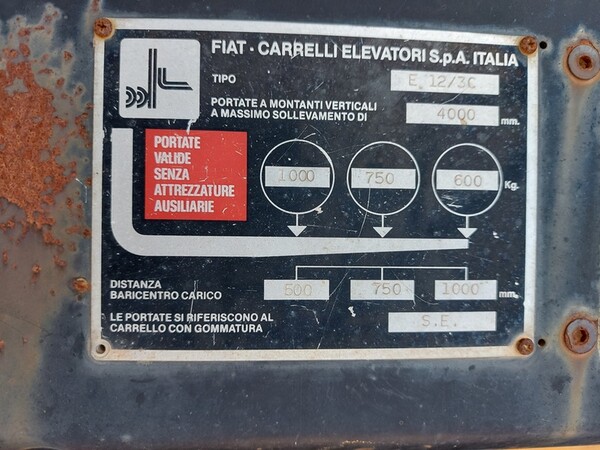 FIAT - CARRELLI ELEVATORI S.p.A. ITALIA
TIPO E 12/3C
PORTATE A MONTANTI VERTICALI
A MASSIMO SOLLEVAMENTO DI 4000 mm.
PORTATE
VALIDE
SENZA
ATTREZZATURE
AUSILIARIE
1000 750 600 Kg.
DISTANZA
BARICENTRO CARICO 500 750 1000 mm.
LE PORTATE SI RIFERISCONO AL
CARRELLO CON GOMMATURA S.E.